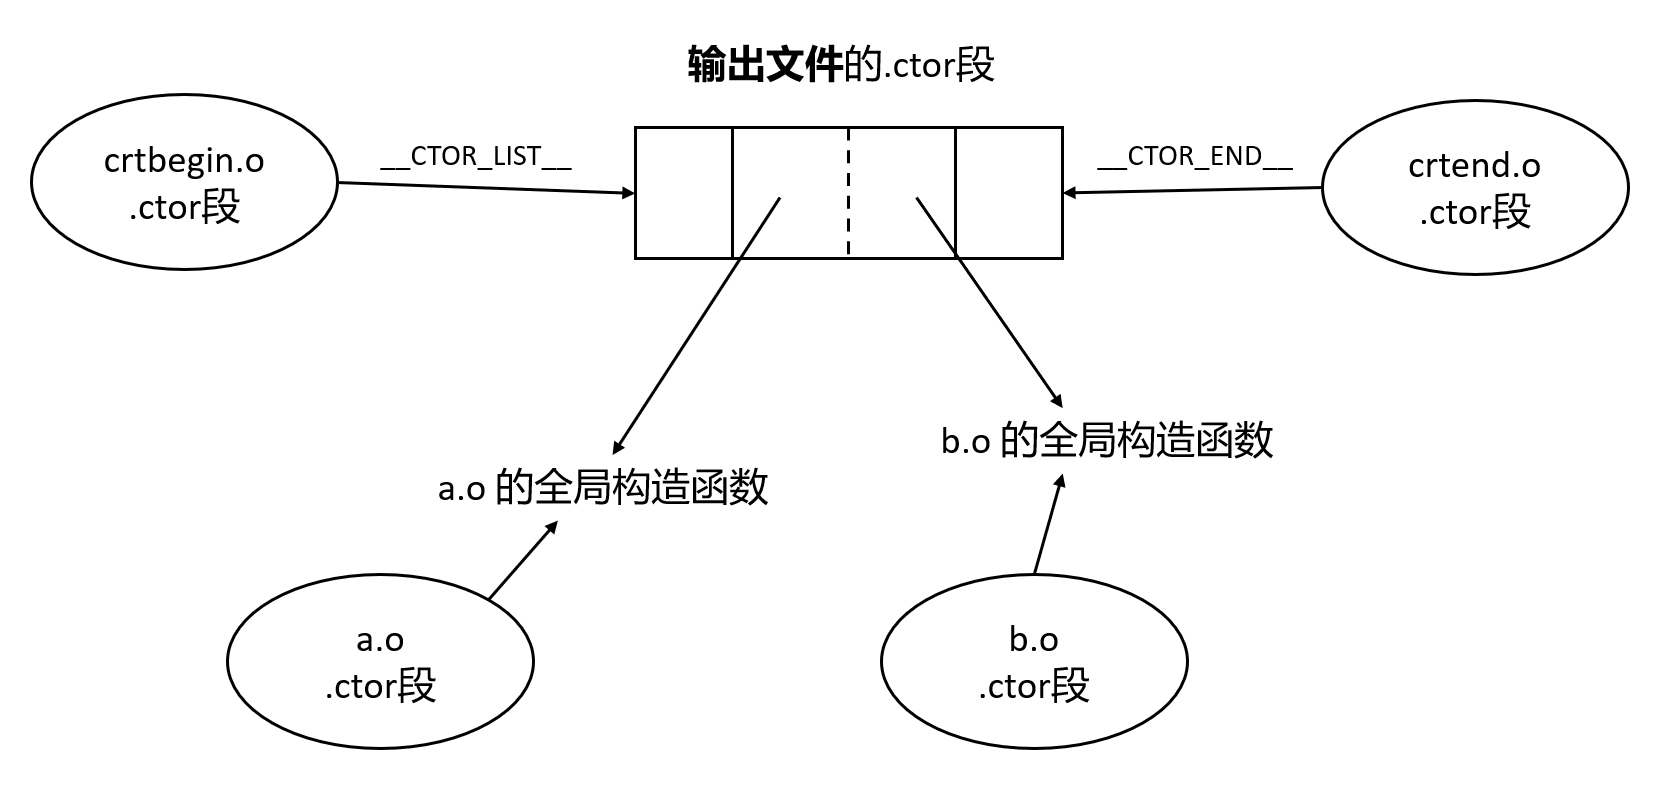 输出文件的.ctor段
crtbegin.o
.ctor段
__CTOR_LIST__
__CTOR_END__
crtend.o
.ctor段
a.o 的全局构造函数
b.o 的全局构造函数
a.o
.ctor段
b.o
.ctor段